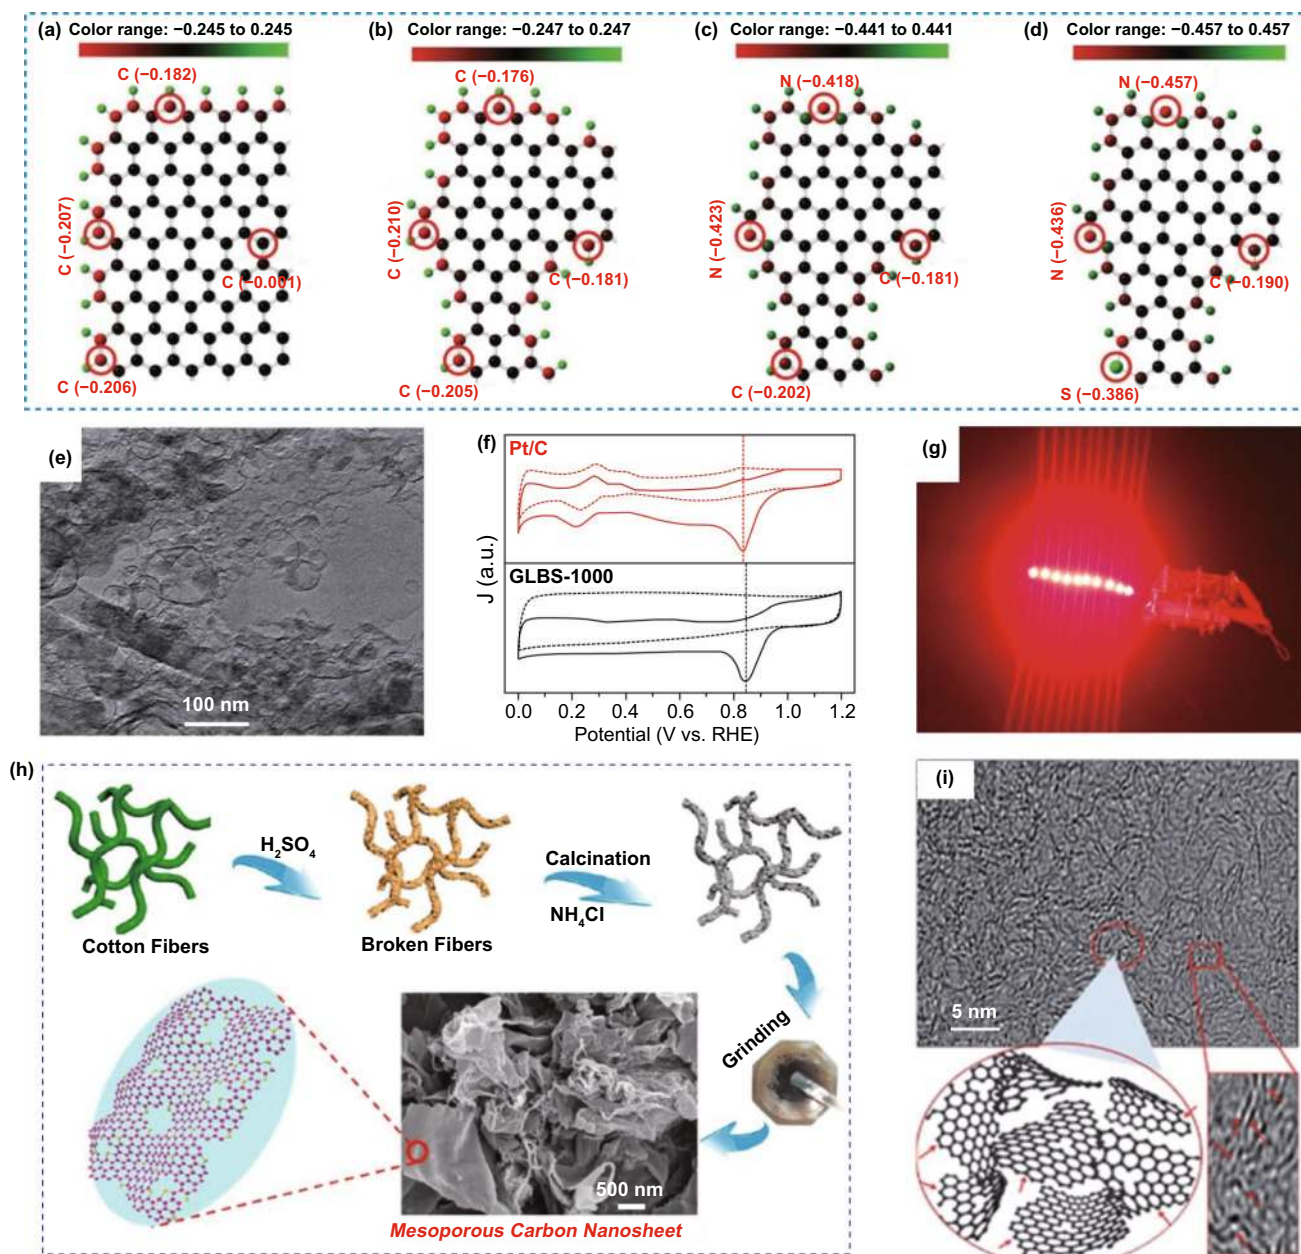 (a) Color range: −0.245 to 0.245
C (−0.182)
C (−0.207)
C (−0.001)
C (−0.206)
(b) Color range: −0.247 to 0.247
C (−0.176)
C (−0.210)
C (−0.181)
C (−0.205)
(c) Color range: −0.441 to 0.441
N (−0.418)
N (−0.423)
C (−0.181)
C (−0.202)
(d) Color range: −0.457 to 0.457
N (−0.457)
N (−0.436)
C (−0.190)
S (−0.386)
(e)
100 nm
(f)
Pt/C
GLBS-1000
J (a.u.)
0.0 0.2 0.4 0.6 0.8 1.0 1.2
Potential (V vs. RHE)
(g)
(h)
H2SO4
Calcination
NH4Cl
Cotton Fibers
Broken Fibers
Grinding
500 nm
Mesoporous Carbon Nanosheet
(i)
5 nm